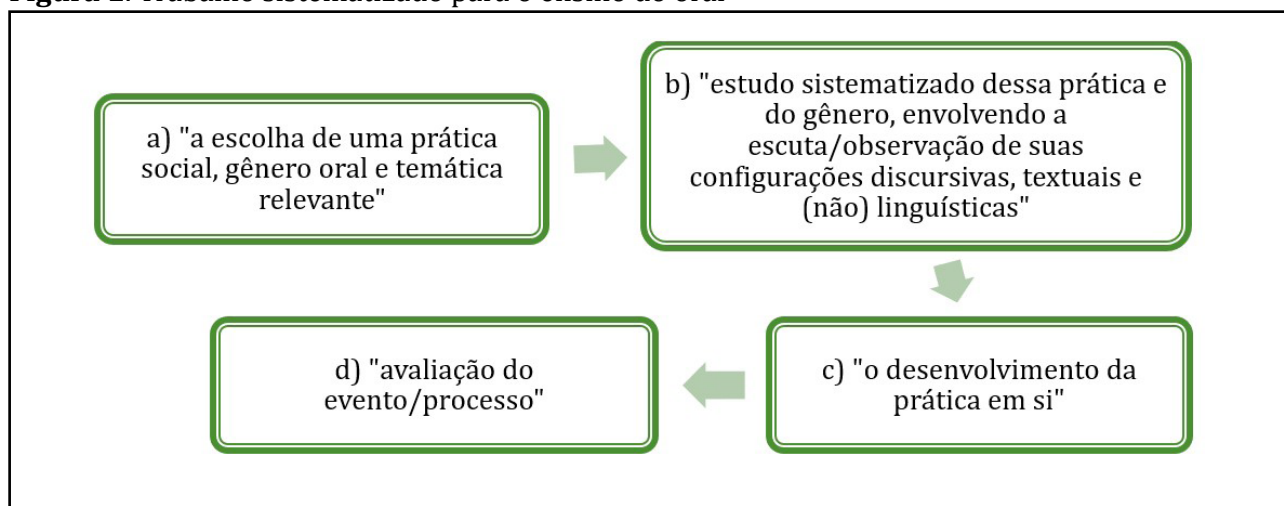 a) "a escolha de uma prática
social, gênero oral e temática
relevante"
b) "estudo sistematizado dessa prática e
do gênero, envolvendo a
escuta/observação de suas
configurações discursivas, textuais e
(não) linguísticas"
d) "avaliação do
evento/processo"
c) "o desenvolvimento da
prática em si"